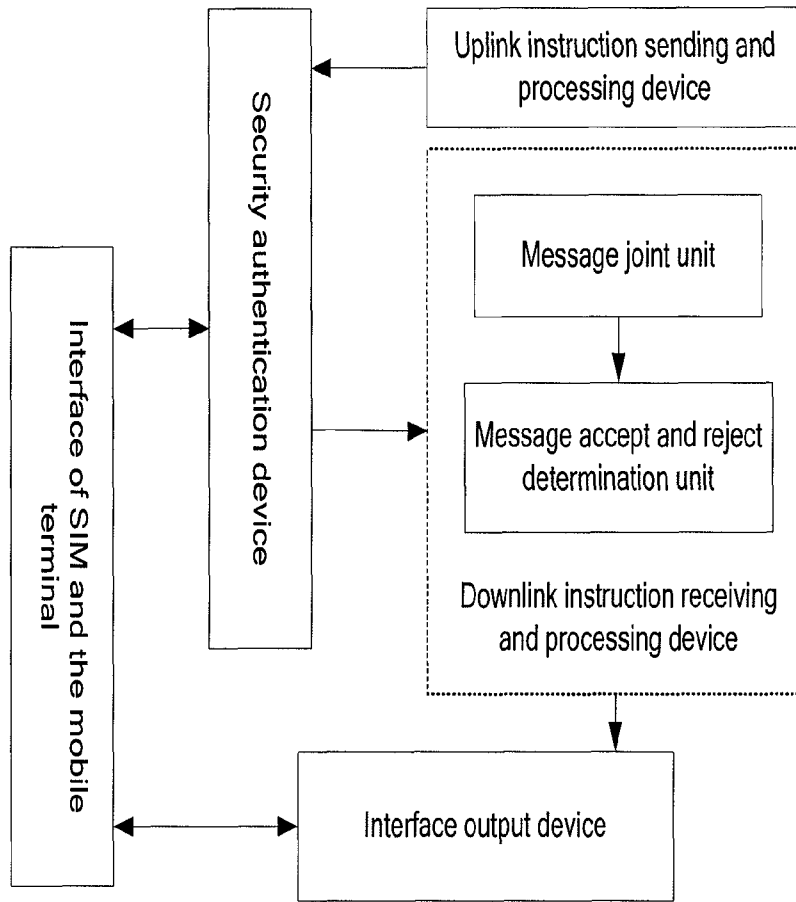 Uplink instruction sending and
processing device
Security authentication device
Message joint unit
Interface of SIM and the mobile
terminal
Message accept and reject
determination unit
Downlink instruction receiving
and processing device
Interface output device